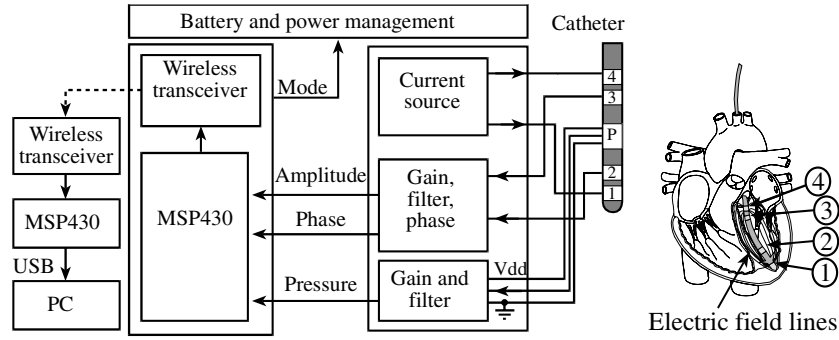 Battery and power management
Catheter
Wireless
transceiver
Mode
Current
source
4
3
P
2
1
Wireless
transceiver
MSP430
USB
PC
MSP430
Amplitude
Phase
Pressure
Gain,
filter,
phase
Gain and
filter
Vdd
4
3
2
1
Electric field lines